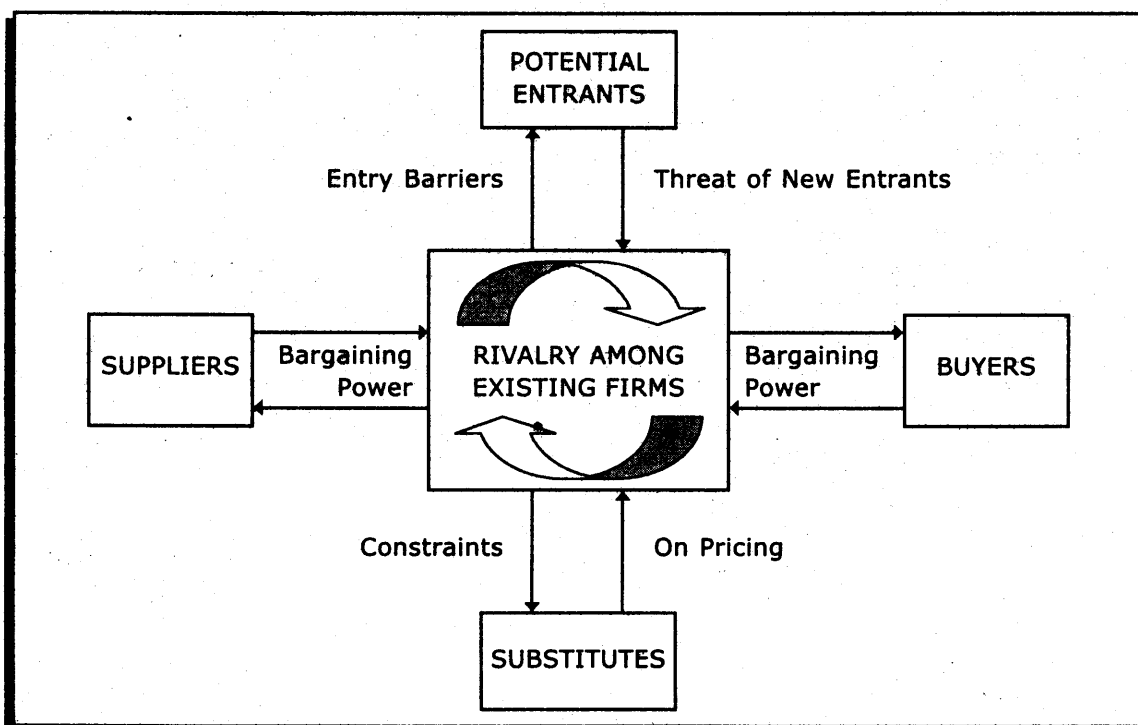 POTENTIAL
ENTRANTS
Entry Barriers
Threat of New Entrants
SUPPLIERS
Bargaining
Power
RIVALRY AMONG
EXISTING FIRMS
Bargaining
Power
BUYERS
Constraints
On Pricing
SUBSTITUTES